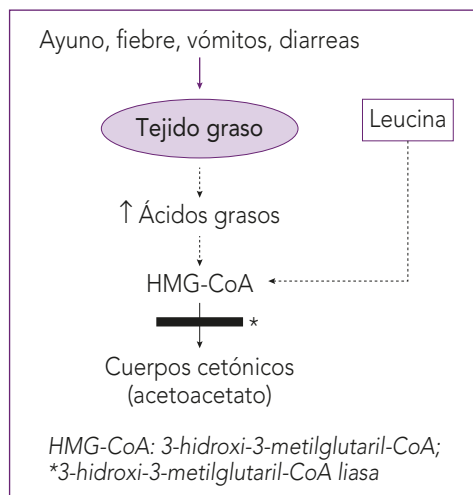 Ayuno, fiebre, vómitos, diarreas
Tejido graso
Leucina
↑ Ácidos grasos
HMG-CoA
*
Cuerpos cetónicos
(acetoacetato)
HMG-CoA: 3-hidroxi-3-metilglutaril-CoA;
*3-hidroxi-3-metilglutaril-CoA liasa